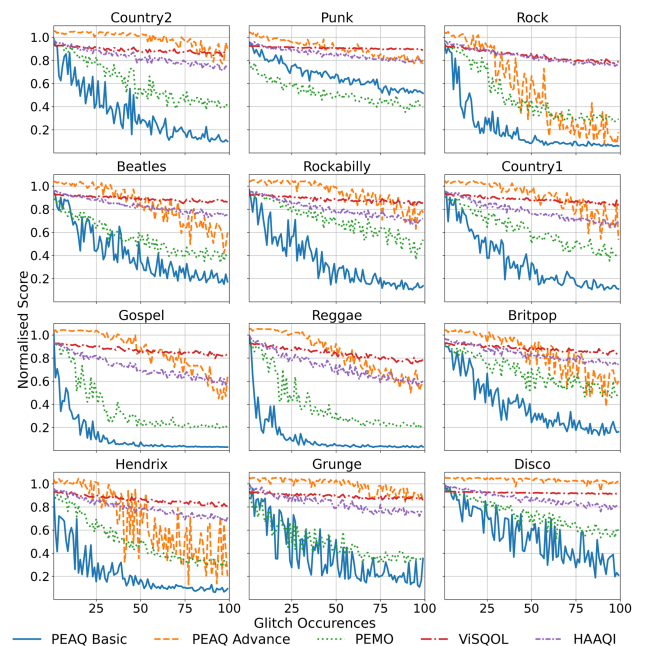 Country2 Punk Rock
1.0
0.8
0.6
0.4
0.2
Beatles Rockabilly Country1
1.0
0.8
0.6
0.4
0.2
Normalised Score
Gospel Reggae Britpop
1.0
0.8
0.6
0.4
0.2
Hendrix Grunge Disco
1.0
0.8
0.6
0.4
0.2
25 50 75 100 25 50 75 100 25 50 75 100
Glitch Occurences
PEAQ Basic PEAQ Advance PEMO ViSQOL HAAQI